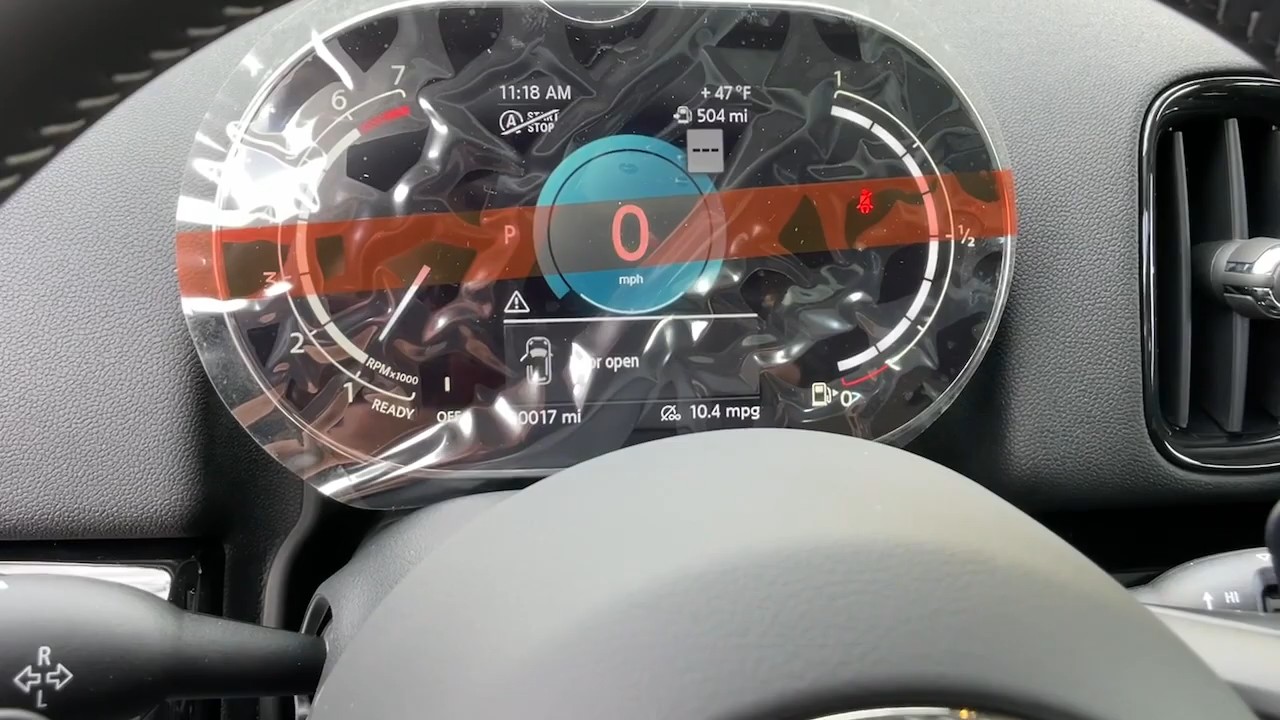 7
6
3
2
1
RPMx1000
READY
OFF
11:18 AM
A START
STOP
+ 47 °F
504 mi
---
P
0
mph
open
0017 mi
10.4 mpg
1
1/2
0
R
L
HI